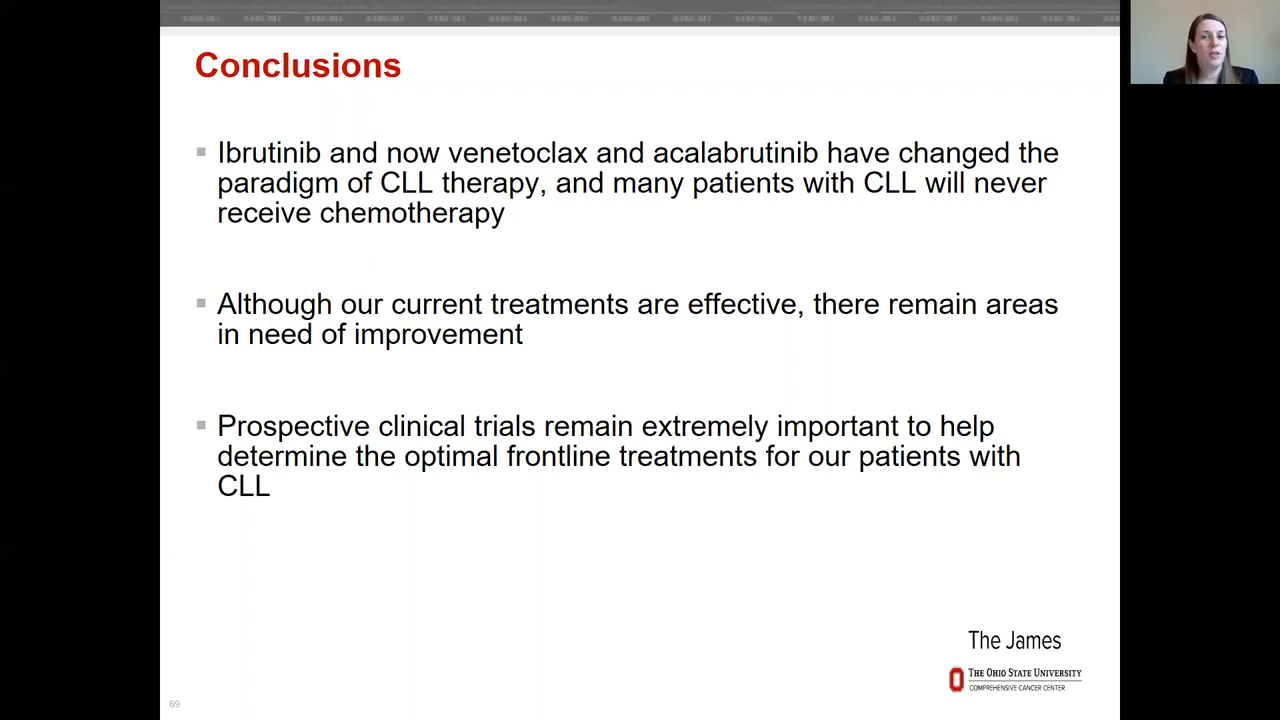 Conclusions
Ibrutinib and now venetoclax and acalabrutinib have changed the
paradigm of CLL therapy, and many patients with CLL will never
receive chemotherapy
Although our current treatments are effective, there remain areas
in need of improvement
Prospective clinical trials remain extremely important to help
determine the optimal frontline treatments for our patients with
CLL
The James
THE OHIO STATE UNIVERSITY
COMPREHENSIVE CANCER CENTER
69